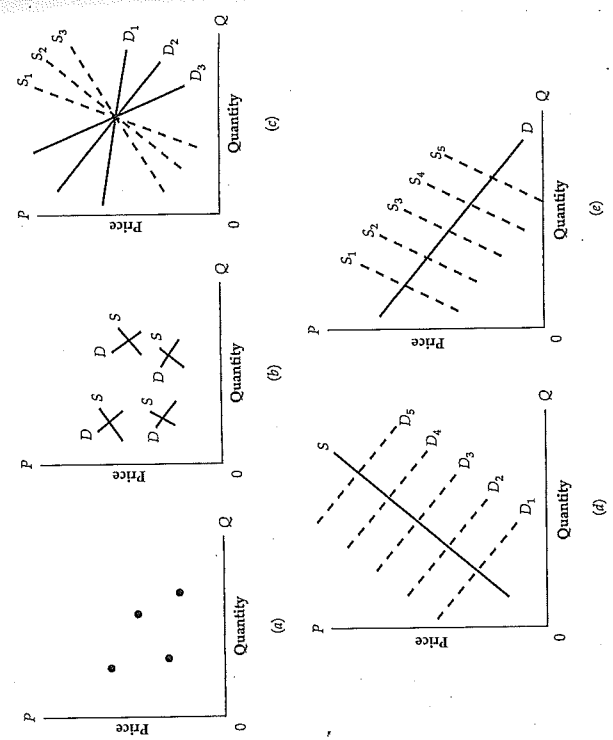 P
Price
0
Quantity
Q
(a)
P
Price
D
S
D
S
D
S
D
S
0
Quantity
Q
(b)
P
Price
S1
S2
S3
D1
D2
D3
0
Quantity
Q
(c)
P
Price
S
D5
D4
D3
D2
D1
0
Quantity
Q
(d)
P
Price
S1
S2
S3
S4
S5
D
0
Quantity
Q
(e)